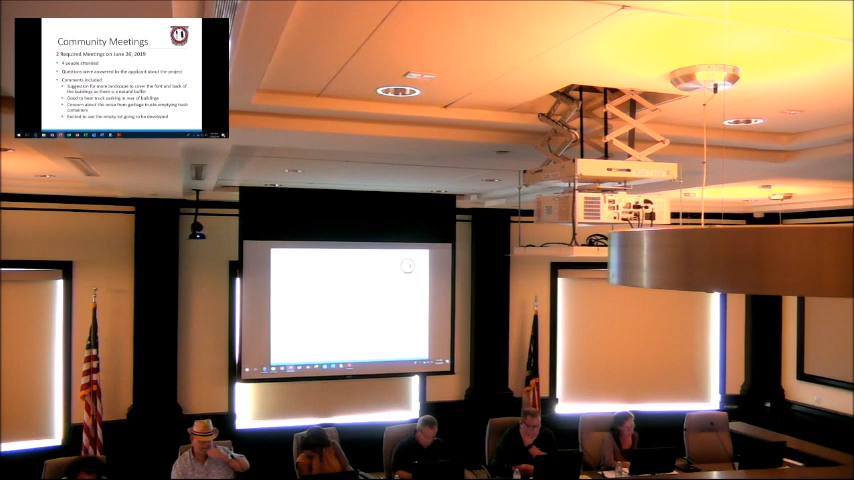 Community Meetings
2 Required Meetings on June 26, 2019
4 people attended
Questions were answered by the applicant about the project
Comments included:
Suggestion for more landscape to cover the front and back of
the buildings so there is a natural buffer
Good to hear truck parking in rear of buildings
Concern about the noise from garbage trucks emptying trash
containers
Excited to see the empty lot going to be developed